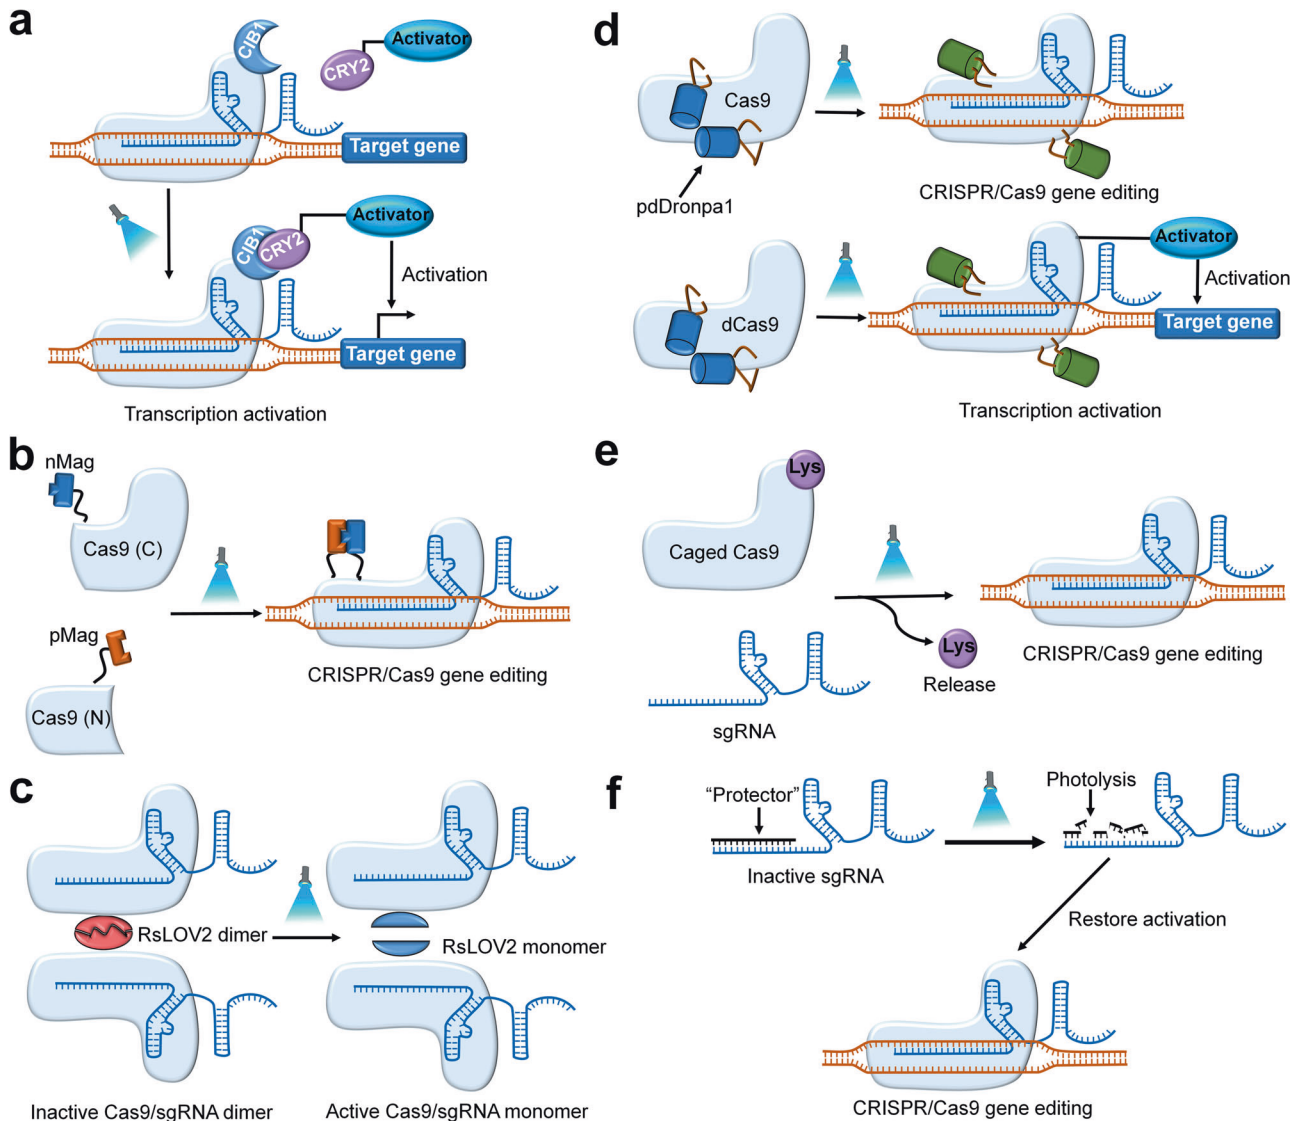 a
CIB1
CRY2
Activator
Target gene
CIB1
CRY2
Activator
Activation
Target gene
Transcription activation
b
nMag
Cas9 (C)
pMag
Cas9 (N)
CRISPR/Cas9 gene editing
c
RsLOV2 dimer
RsLOV2 monomer
Inactive Cas9/sgRNA dimer
Active Cas9/sgRNA monomer
d
Cas9
pdDronpa1
CRISPR/Cas9 gene editing
dCas9
Activator
Activation
Target gene
Transcription activation
e
Lys
Caged Cas9
Lys
Release
sgRNA
CRISPR/Cas9 gene editing
f
“Protector”
Inactive sgRNA
Photolysis
Restore activation
CRISPR/Cas9 gene editing